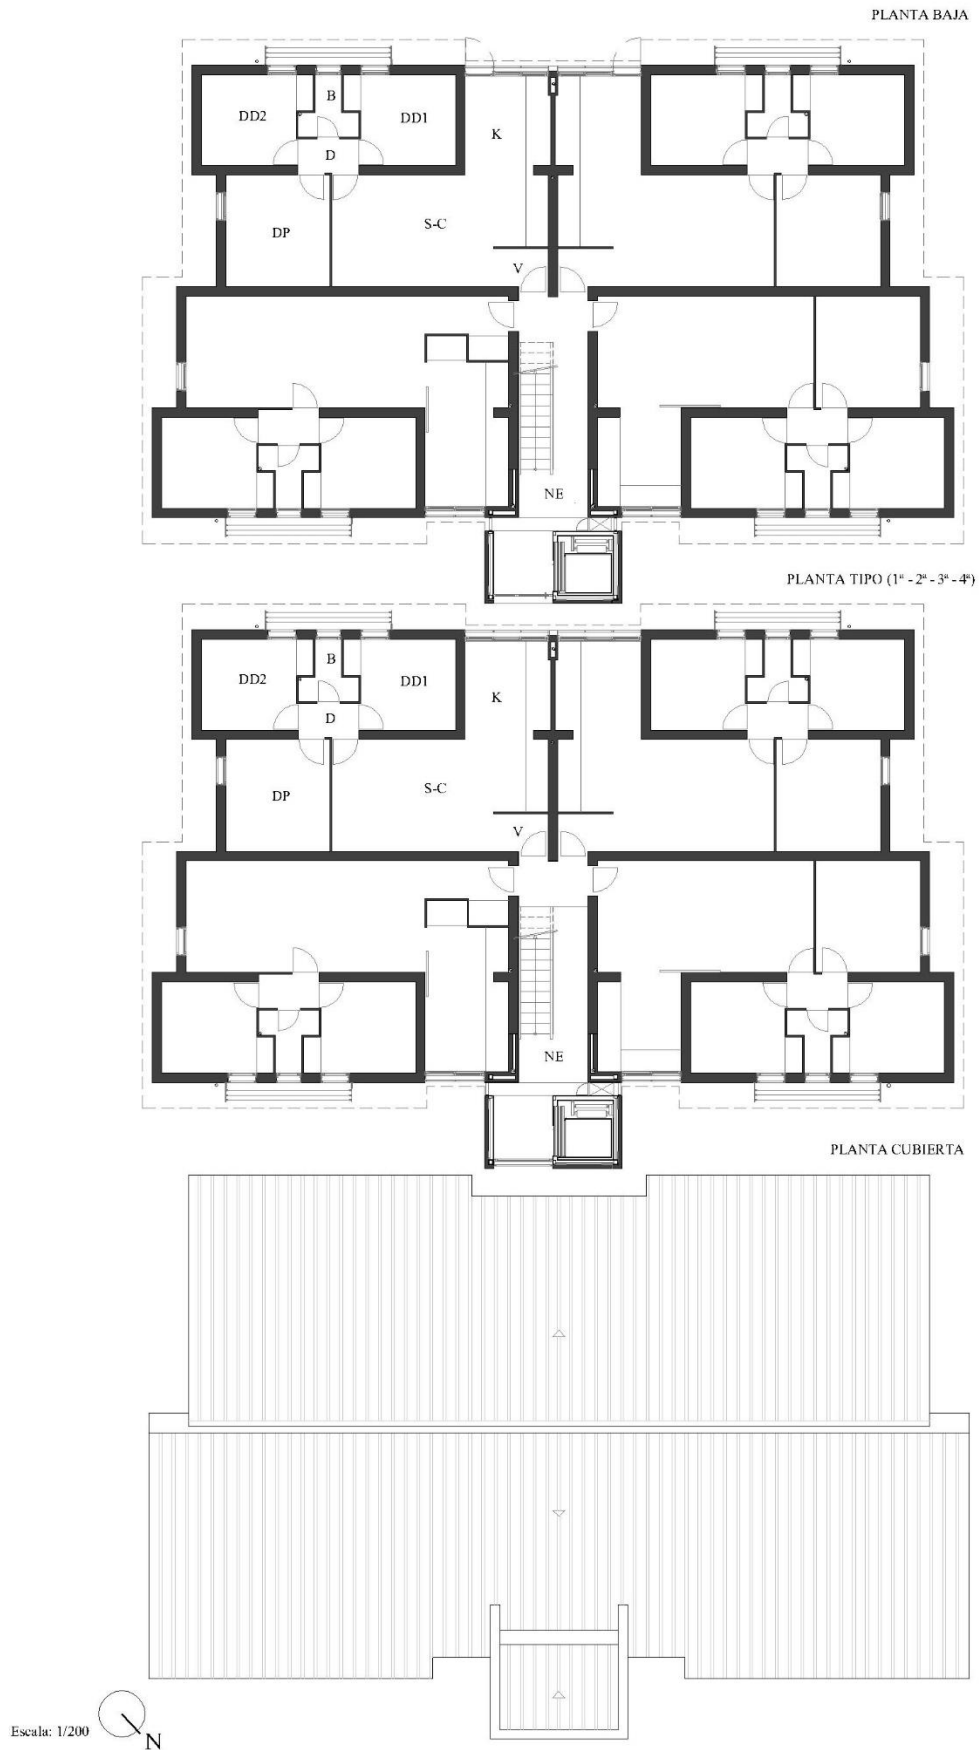 PLANTA BAJA
B
DD2
DD1
K
D
S-C
DP
V
NE
PLANTA TIPO (1ª - 2ª - 3ª - 4ª)
B
DD2
DD1
K
D
S-C
DP
V
NE
PLANTA CUBIERTA
Escala: 1/200
N